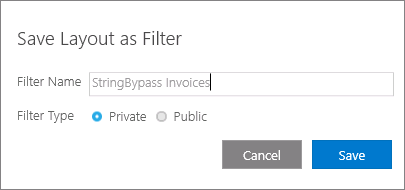 Save Layout as Filter
Filter Name StringBypass Invoices
Filter Type Private Public
Cancel Save